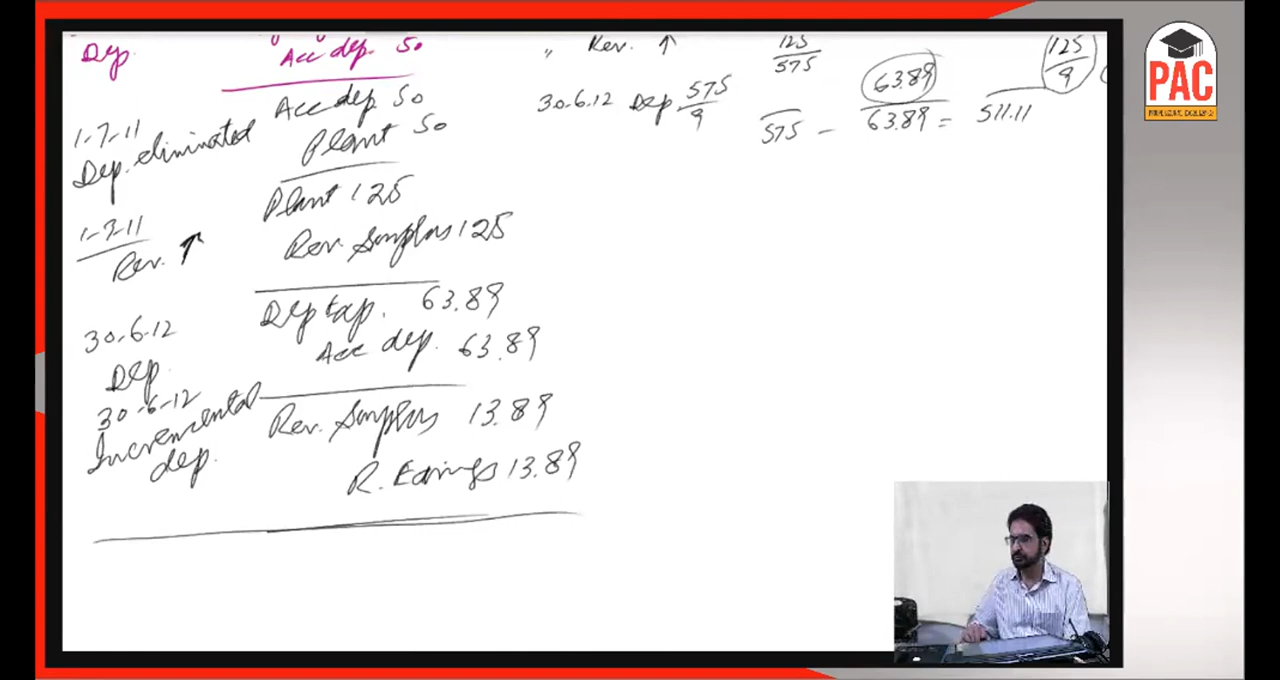 Dep.
Acc dep. 50
Acc dep 50
1-7-11
Dep. eliminated
Plant 50
Plant 125
1-7-11
Rev. ↑
Rev. Surplus 125
Dep Exp. 63.89
30-6-12
Acc dep. 63.89
Dep.
30-6-12
Incremental
dep.
Rev. Surplus 13.89
R. Earnings 13.89
" Rev. ↑ 125
575
30-6-12 Dep. 575
9
63.89
575 - 63.89 = 511.11
125
9
PAC